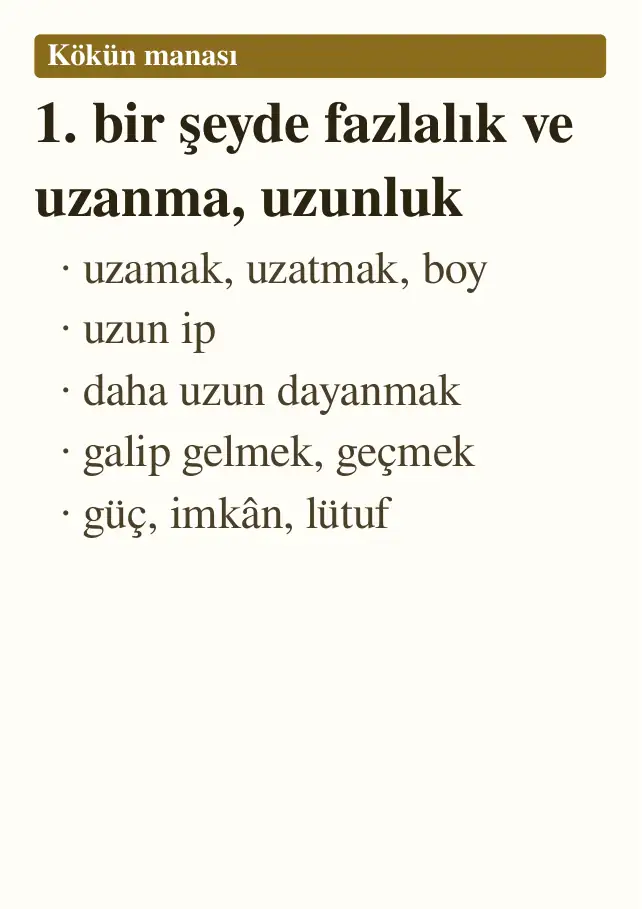 Kökün manası
1. bir şeyde fazlalık ve
uzanma, uzunluk
· uzamak, uzatmak, boy
· uzun ip
· daha uzun dayanmak
· galip gelmek, geçmek
· güç, imkân, lütuf